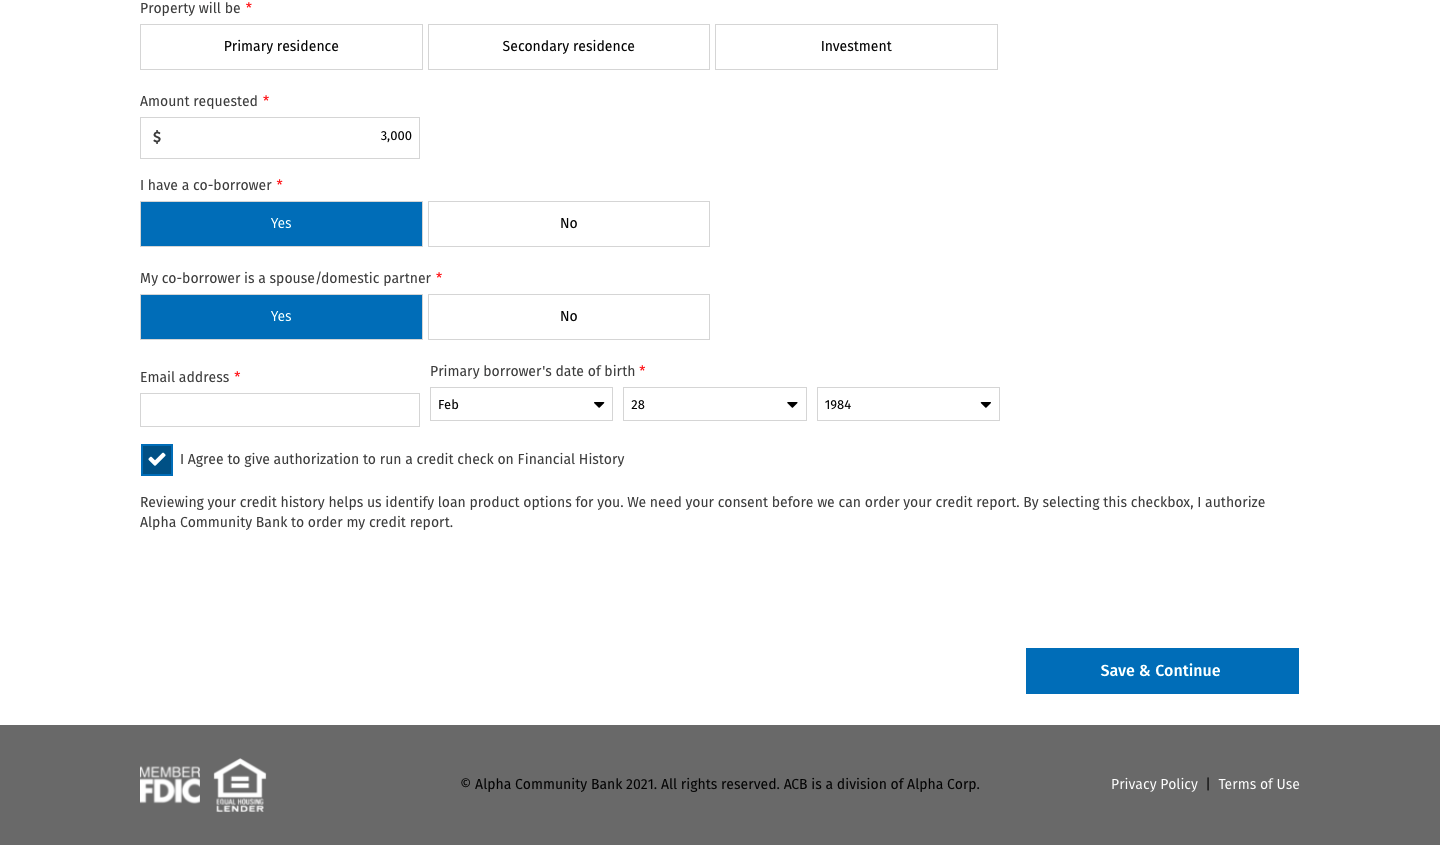 Property will be *
Primary residence
Secondary residence
Investment
Amount requested *
$ 3,000
I have a co-borrower *
Yes
No
My co-borrower is a spouse/domestic partner *
Yes
No
Email address *
Primary borrower's date of birth *
Feb
28
1984
I Agree to give authorization to run a credit check on Financial History
Reviewing your credit history helps us identify loan product options for you. We need your consent before we can order your credit report. By selecting this checkbox, I authorize
Alpha Community Bank to order my credit report.
Save & Continue
MEMBER
FDIC
EQUAL HOUSING
LENDER
© Alpha Community Bank 2021. All rights reserved. ACB is a division of Alpha Corp.
Privacy Policy | Terms of Use